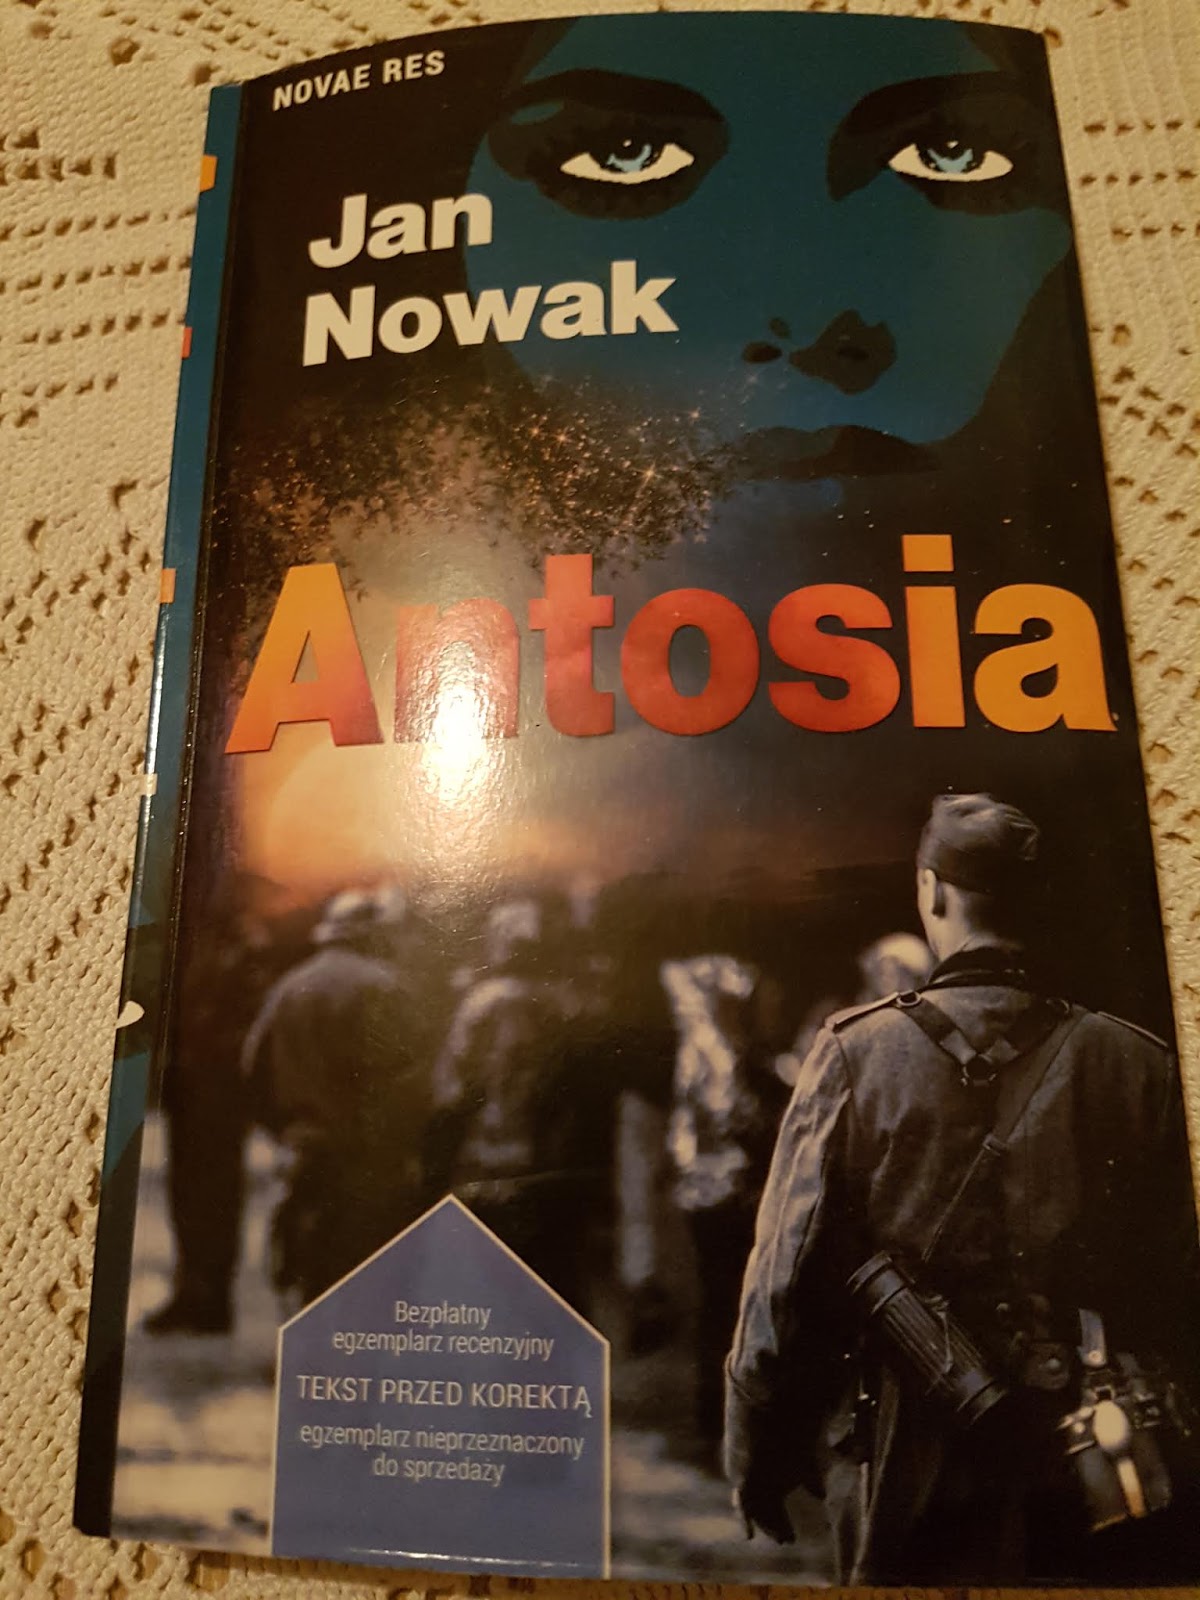 NOVAE RES
Jan
Nowak
Antosia
Bezpłatny
egzemplarz recenzyjny
TEKST PRZED KOREKTĄ
egzemplarz nieprzeznaczony
do sprzedaży